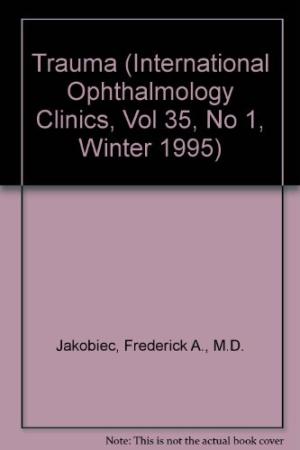 Trauma (International
Ophthalmology
Clinics, Vol 35, No 1,
Winter 1995)
Jakobiec, Frederick A., M.D.
Note: This is not the actual book cover